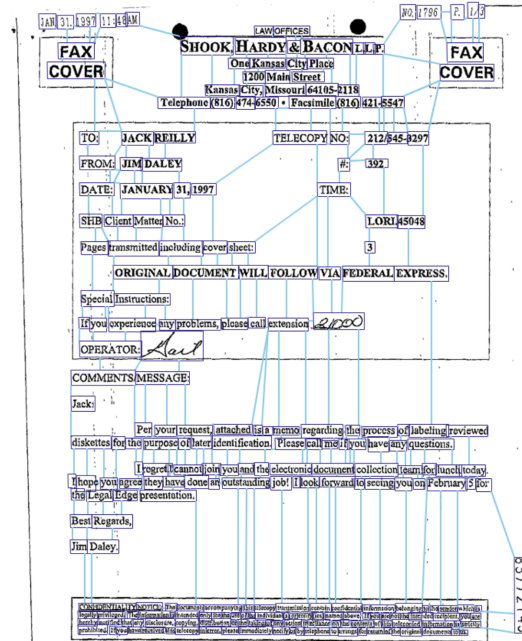 JAN 31. 1997 11:48AM NO. 1796 P. 1/3
LAW OFFICES
SHOOK, HARDY & BACON L.L.P.
FAX COVER
FAX COVER
One Kansas City Place
1200 Main Street
Kansas City, Missouri 64105-2118
Telephone (816) 474-6550 • Facsimile (816) 421-5547
TO: JACK REILLY TELECOPY NO: 212/545-3297
FROM: JIM DALEY #: 392
DATE: JANUARY 31, 1997 TIME:
SHB Client Matter No.: LORI.45048
Pages transmitted including cover sheet: 3
ORIGINAL DOCUMENT WILL FOLLOW VIA FEDERAL EXPRESS.
Special Instructions:
If you experience any problems, please call extension
OPERATOR:
COMMENTS/MESSAGE:
Jack:
Per your request, attached is a memo regarding the process of labeling reviewed
diskettes for the purpose of later identification. Please call me if you have any questions.
I regret I cannot join you and the electronic document collection team for lunch today.
I hope you agree they have done an outstanding job! I look forward to seeing you on February 5 for
the Legal Edge presentation.
Best Regards,
Jim Daley.